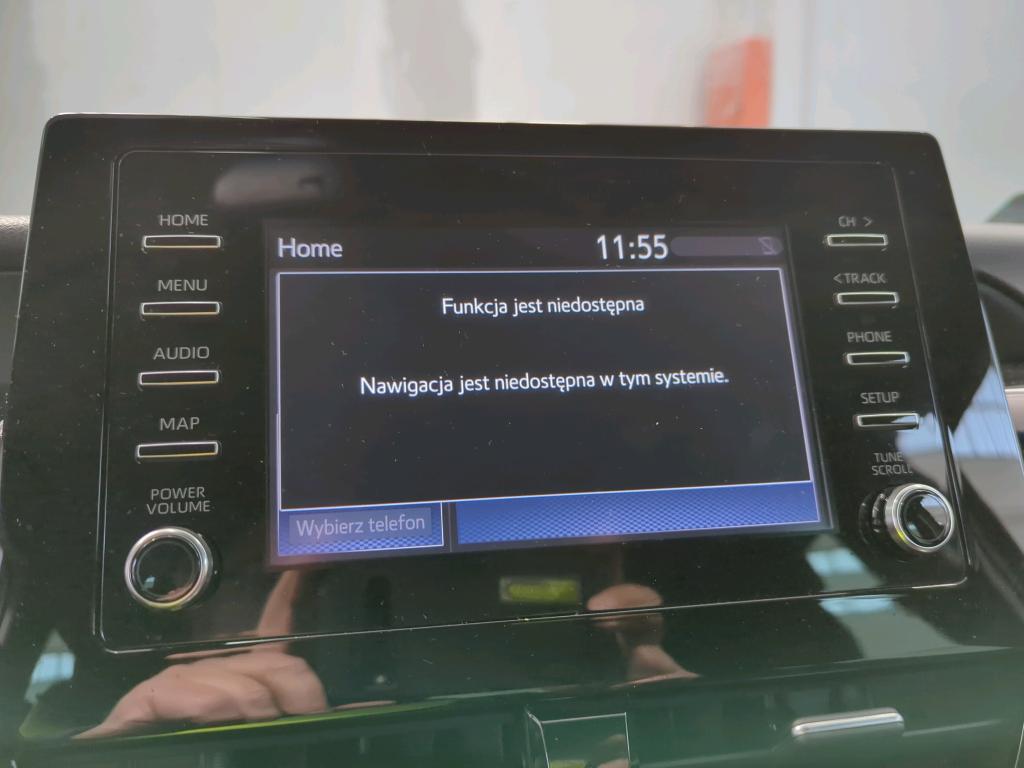 HOME
MENU
AUDIO
MAP
POWER
VOLUME
Home 11:55
Funkcja jest niedostępna
Nawigacja jest niedostępna w tym systemie.
Wybierz telefon
CH >
< TRACK
PHONE
SETUP
TUNE
SCROLL